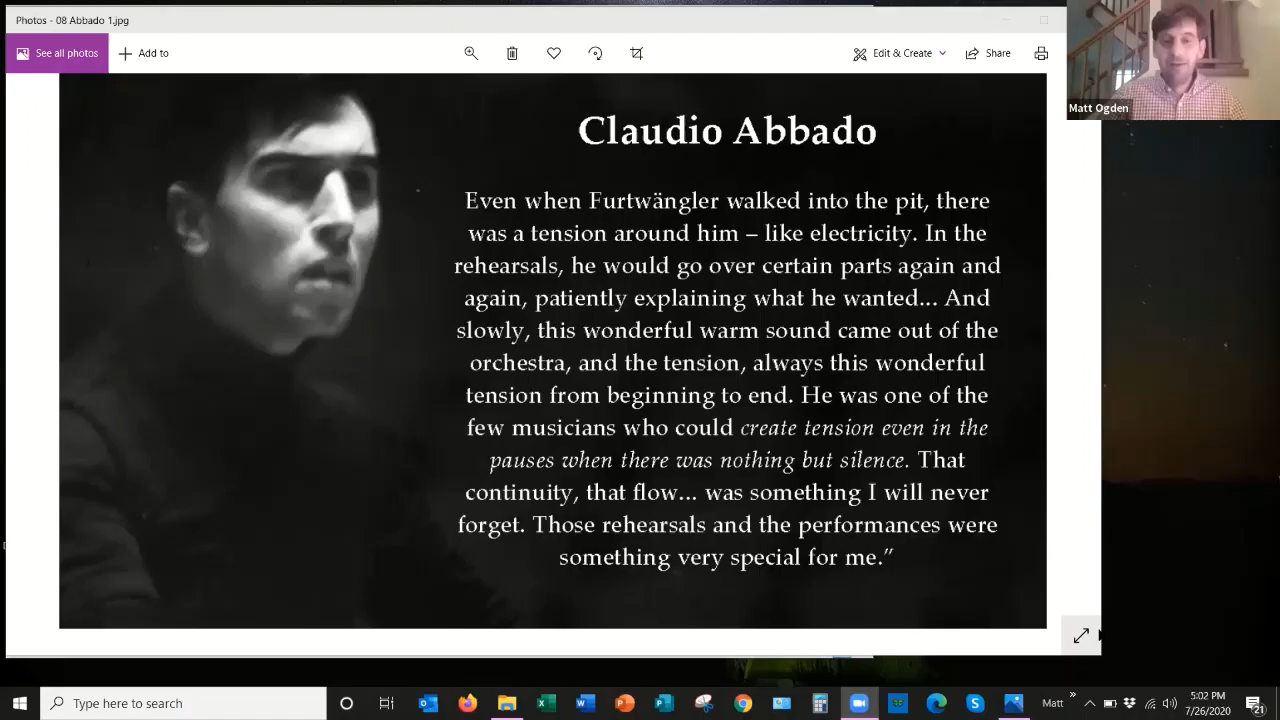 Photos - 08 Abbado 1.jpg
See all photos
Add to
Edit & Create
Share
Matt Ogden
Claudio Abbado
Even when Furtwängler walked into the pit, there
was a tension around him – like electricity. In the
rehearsals, he would go over certain parts again and
again, patiently explaining what he wanted... And
slowly, this wonderful warm sound came out of the
orchestra, and the tension, always this wonderful
tension from beginning to end. He was one of the
few musicians who could create tension even in the
pauses when there was nothing but silence. That
continuity, that flow... was something I will never
forget. Those rehearsals and the performances were
something very special for me.”
Type here to search
Matt
5:02 PM
7/26/2020
21